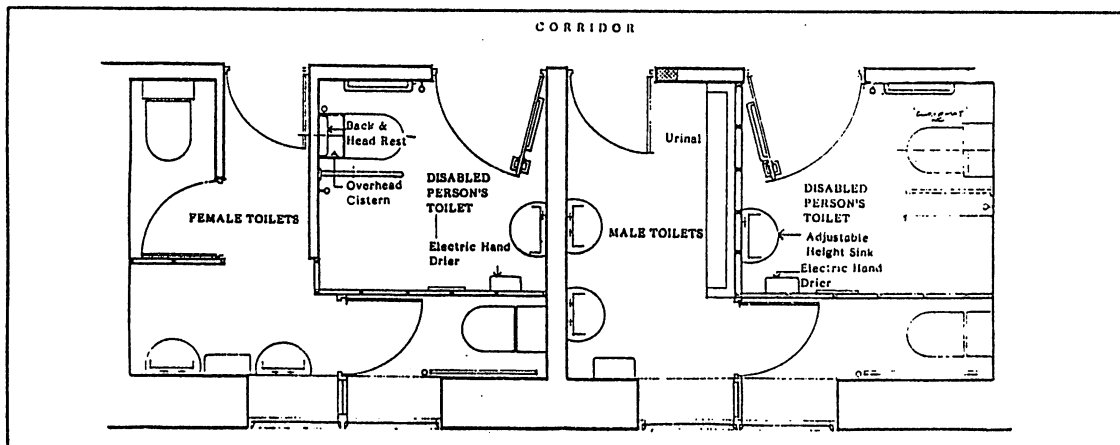 CORRIDOR
Back &
Head Rest
Overhead
Cistern
FEMALE TOILETS
DISABLED
PERSON'S
TOILET
Electric Hand
Drier
MALE TOILETS
Urinal
DISABLED
PERSON'S
TOILET
Adjustable
Height Sink
Electric Hand
Drier